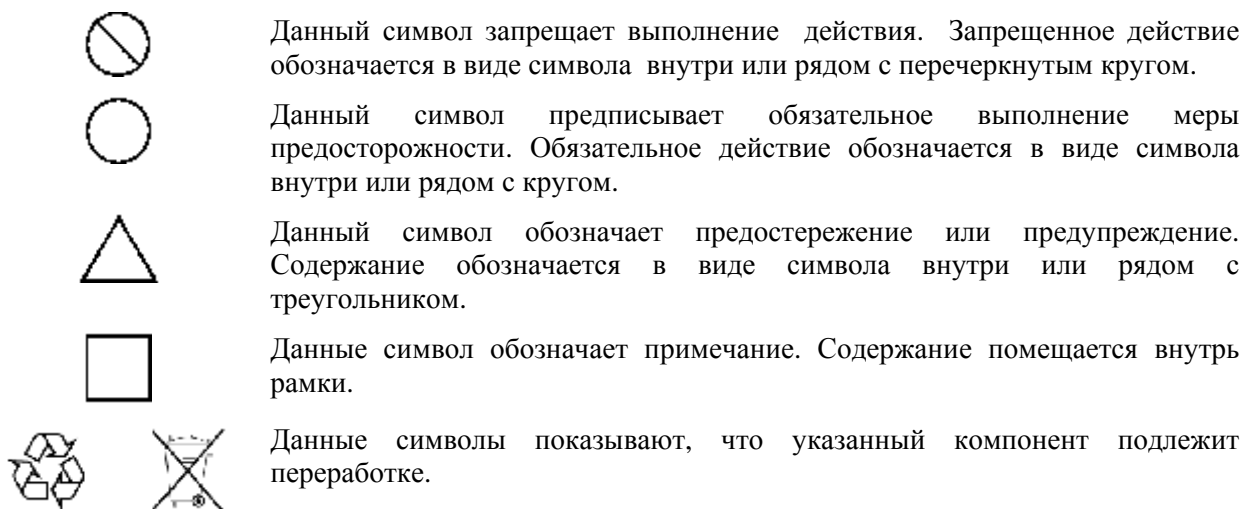 Данный символ запрещает выполнение действия. Запрещенное действие
обозначается в виде символа внутри или рядом с перечеркнутым кругом.
Данный символ предписывает обязательное выполнение меры
предосторожности. Обязательное действие обозначается в виде символа
внутри или рядом с кругом.
Данный символ обозначает предостережение или предупреждение.
Содержание обозначается в виде символа внутри или рядом с
треугольником.
Данные символ обозначает примечание. Содержание помещается внутрь
рамки.
Данные символы показывают, что указанный компонент подлежит
переработке.